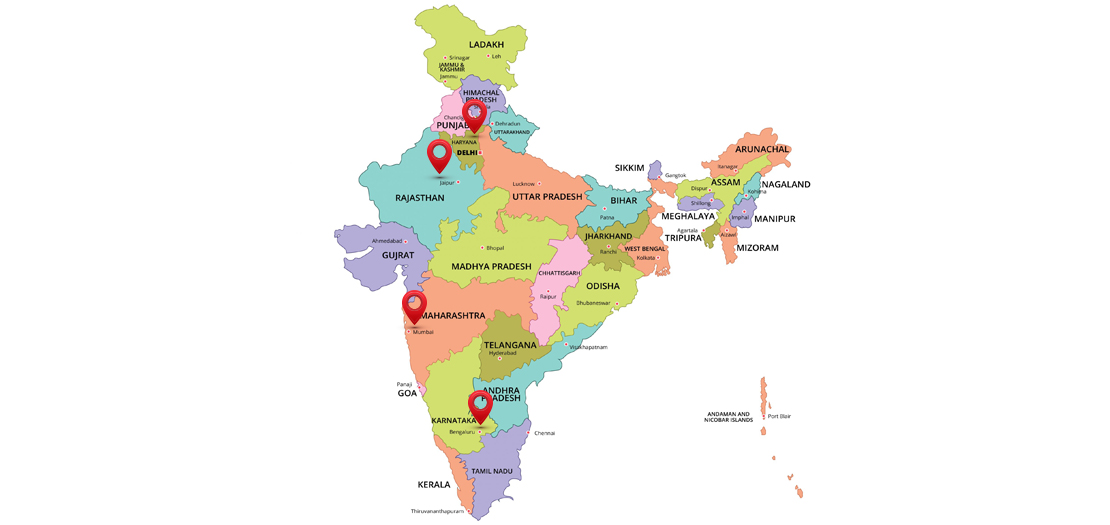 LADAKH
Srinagar
Leh
JAMMU &
KASHMIR
Jammu
HIMACHAL
PRADESH
PUNJAB
Dehradun
UTTARAKHAND
HARYANA
DELHI
Jaipur
RAJASTHAN
Lucknow
UTTAR PRADESH
SIKKIM
Gangtok
ARUNACHAL
Itanagar
ASSAM
Dispur
NAGALAND
Kohima
Shillong
MEGHALAYA
Imphal
MANIPUR
Agartala
TRIPURA
Aizawl
MIZORAM
BIHAR
Patna
JHARKHAND
Ranchi
WEST BENGAL
Kolkata
Ahmedabad
GUJRAT
Bhopal
MADHYA PRADESH
CHHATTISGARH
Raipur
ODISHA
Bhubaneswar
MAHARASHTRA
Mumbai
TELANGANA
Hyderabad
Visakhapatnam
Panaji
GOA
ANDHRA
PRADESH
KARNATAKA
Bengaluru
Chennai
TAMIL NADU
KERALA
Thiruvananthapuram
ANDAMAN AND
NICOBAR ISLANDS
Port Blair